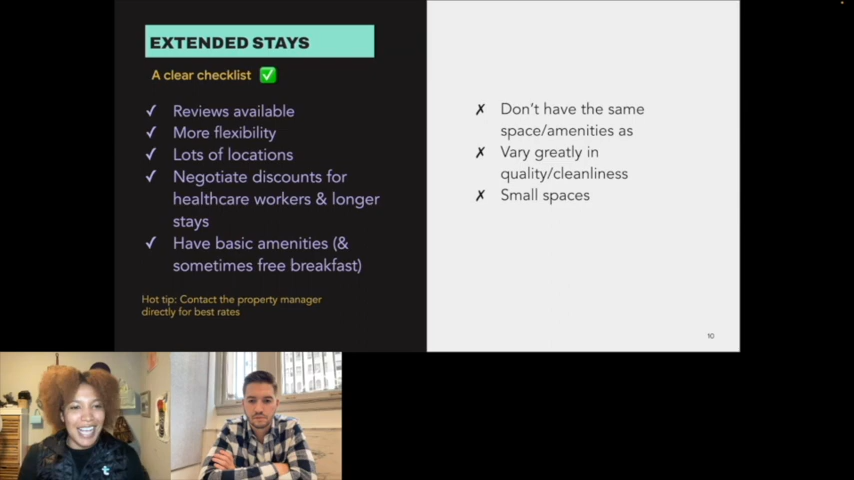 EXTENDED STAYS
A clear checklist ✅
✓ Reviews available
✓ More flexibility
✓ Lots of locations
✓ Negotiate discounts for
healthcare workers & longer
stays
✓ Have basic amenities (&
sometimes free breakfast)
Hot tip: Contact the property manager
directly for best rates
✗ Don’t have the same
space/amenities as
✗ Vary greatly in
quality/cleanliness
✗ Small spaces
10
t